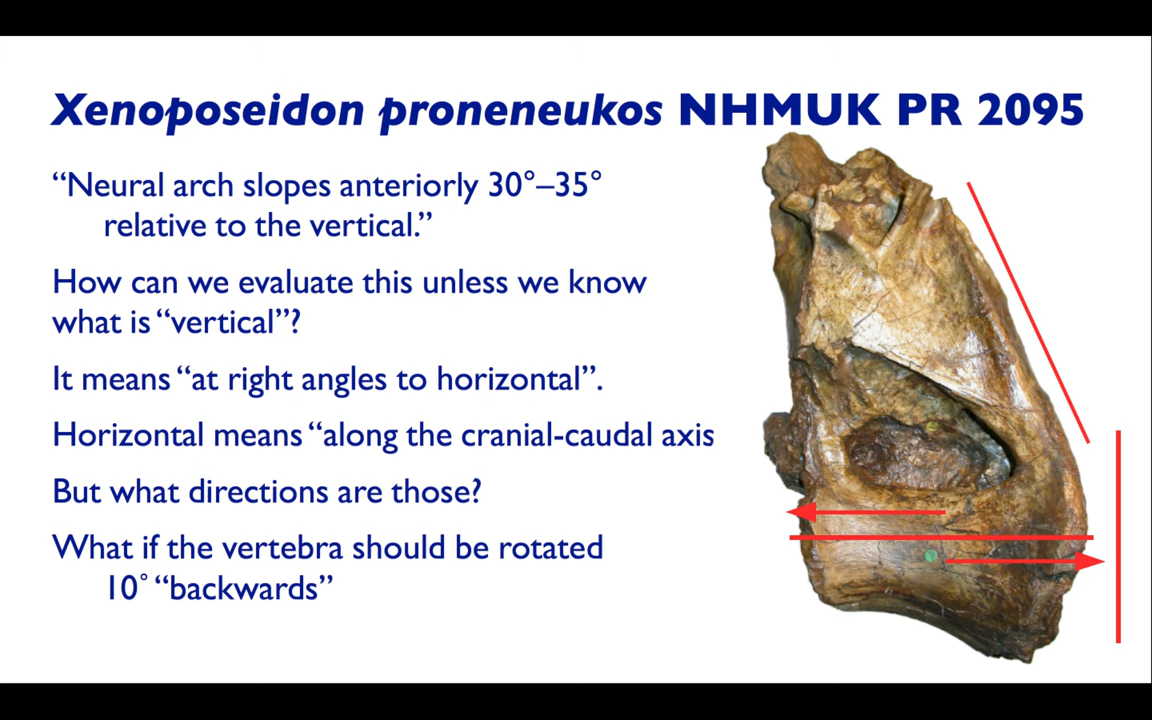 Xenoposeidon proneneukos NHMUK PR 2095
“Neural arch slopes anteriorly 30°–35°
relative to the vertical.”
How can we evaluate this unless we know
what is “vertical”?
It means “at right angles to horizontal”.
Horizontal means “along the cranial-caudal axis
But what directions are those?
What if the vertebra should be rotated
10° “backwards”